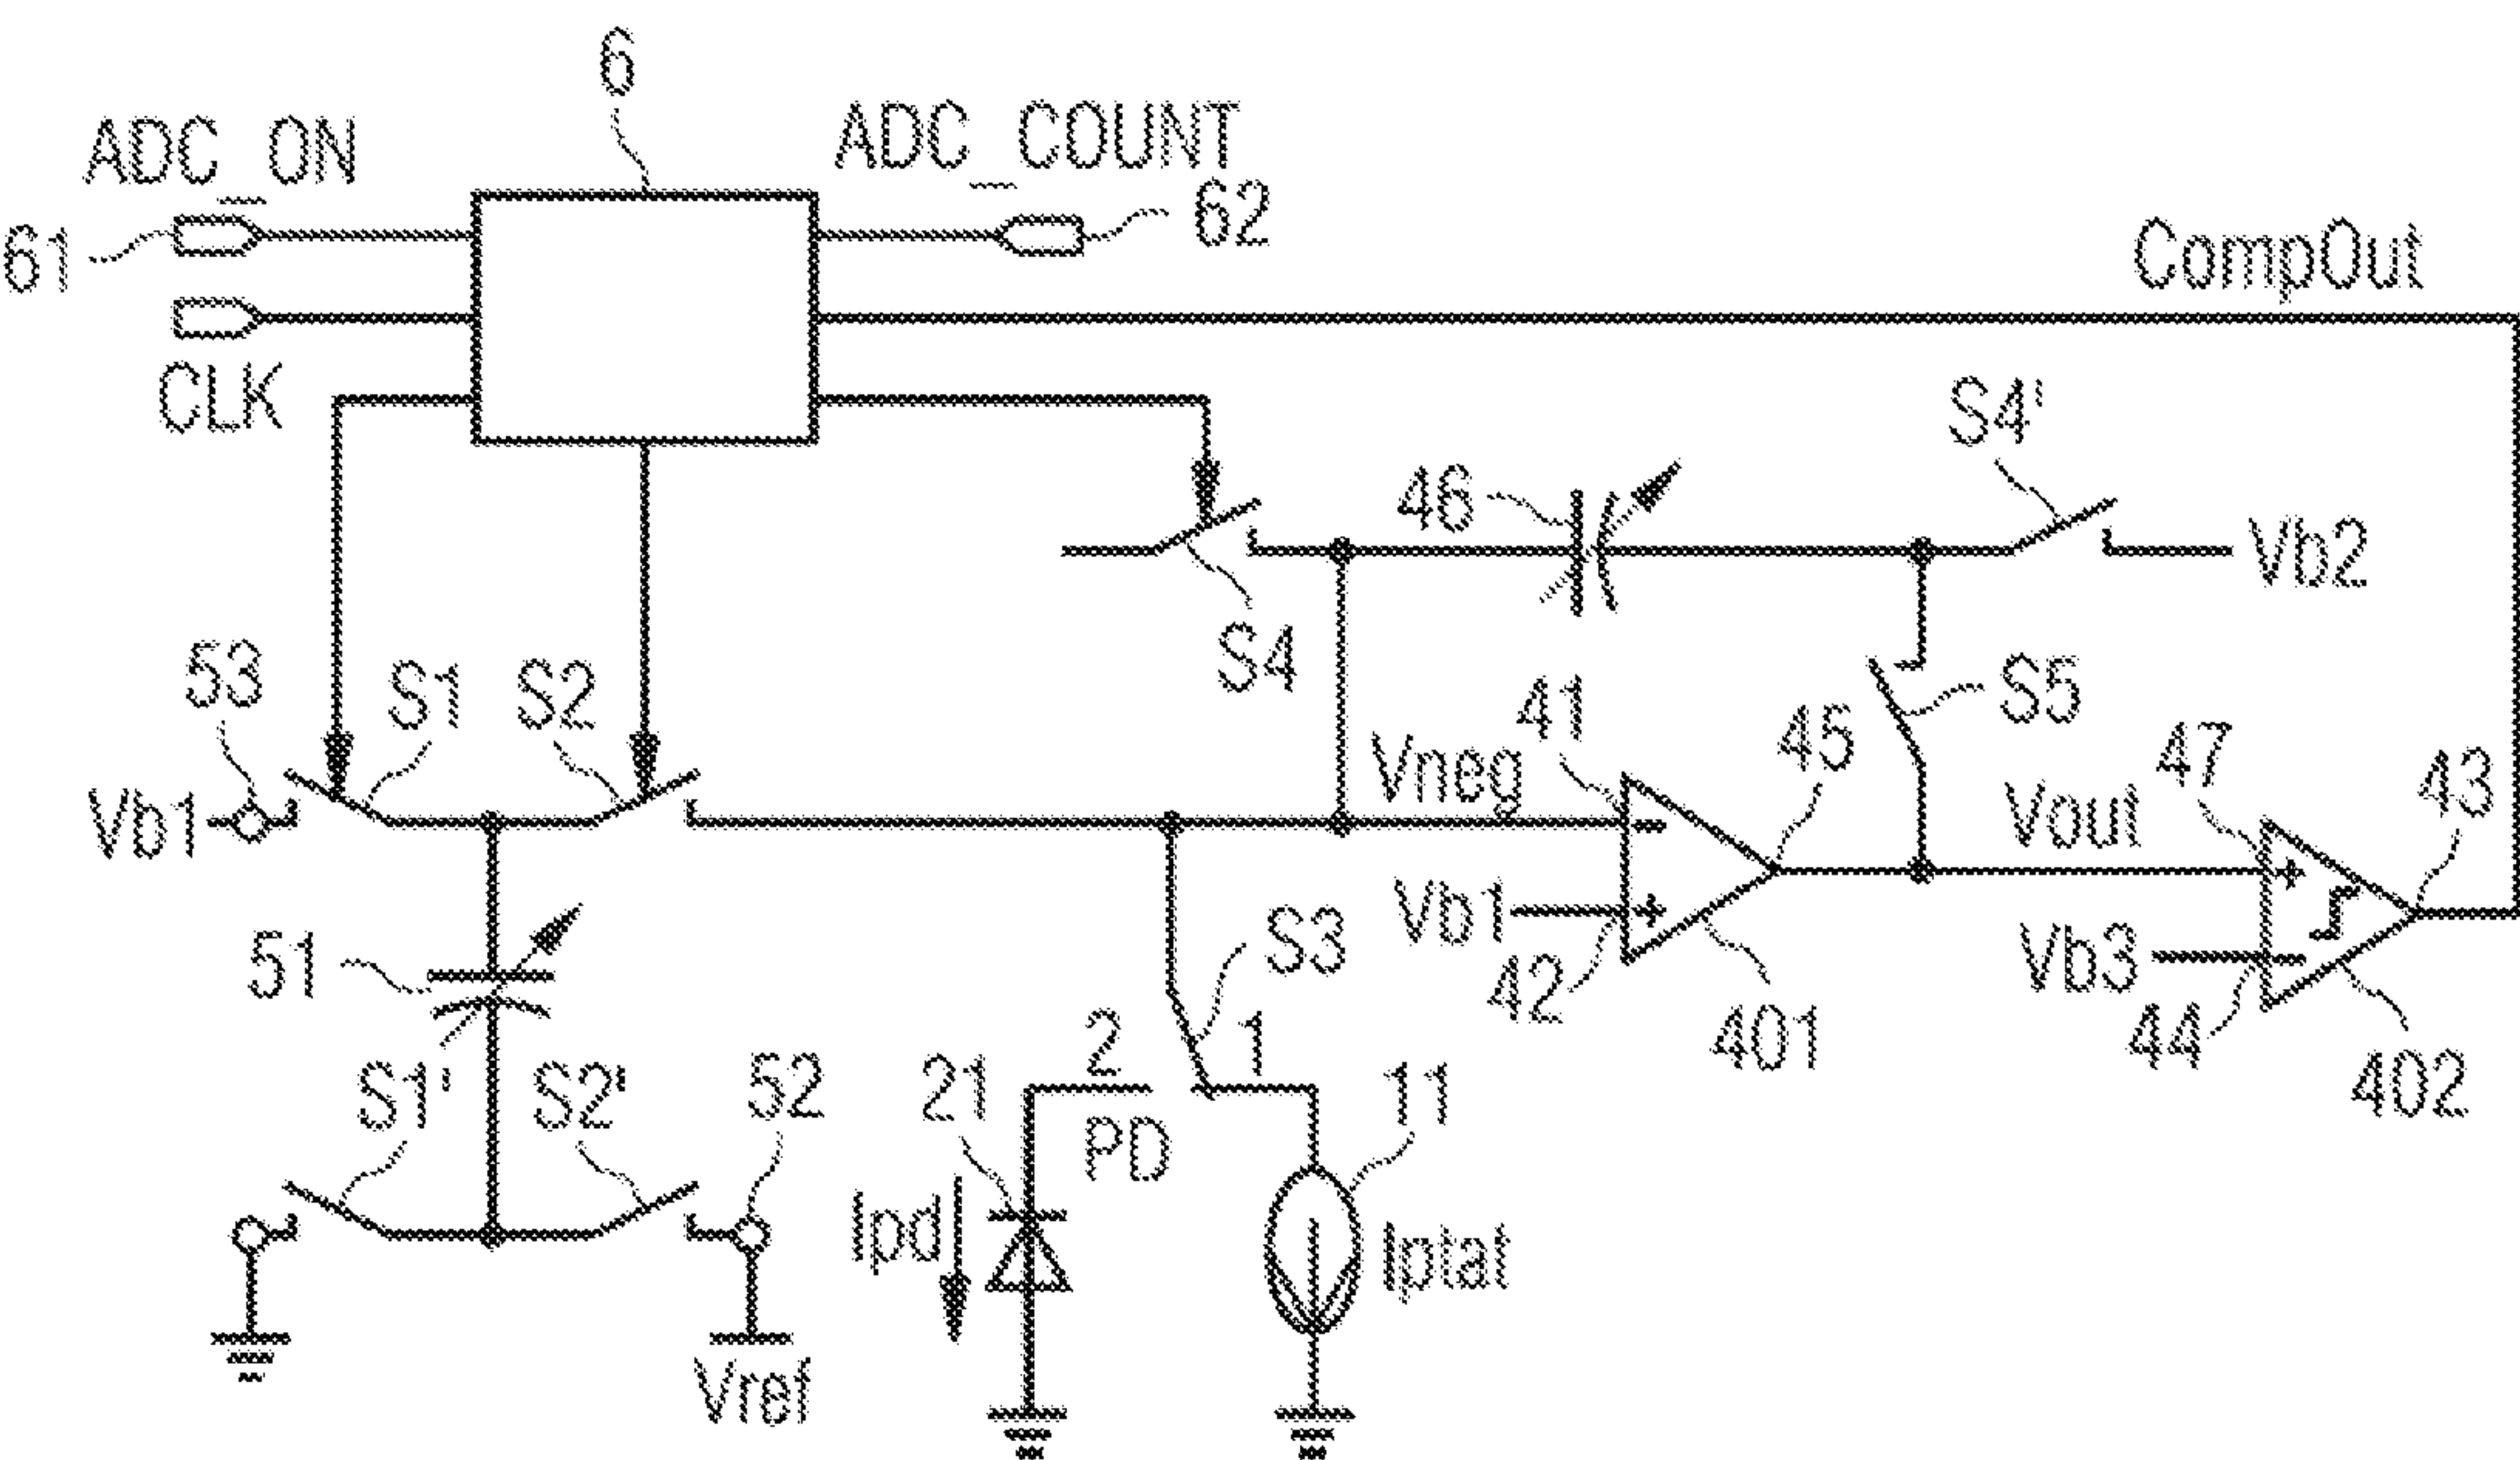 6
ADC_ON
ADC_COUNT
61
62
CompOut
CLK
S4'
46
Vb2
S4
53
S1
S2
41
S5
45
47
43
Vneg
Vout
Vb1
Vb1
51
S3
42
401
Vb3
44
402
S1'
S2'
52
21
2
1
11
PD
Ipd
Iptat
Vref